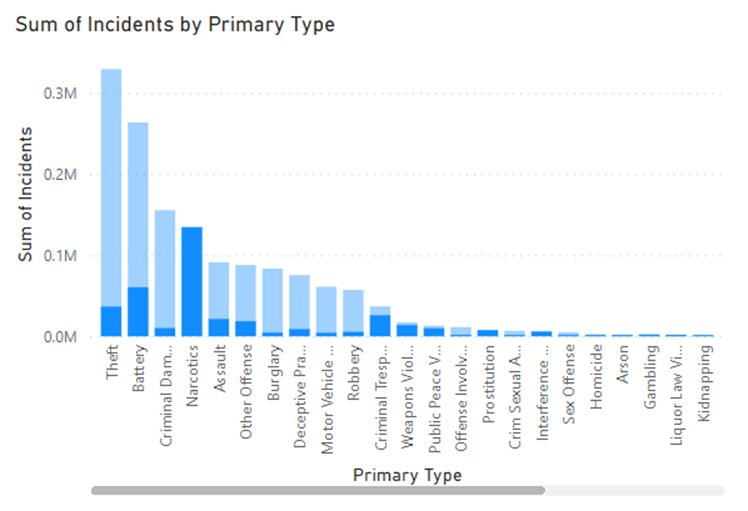 Sum of Incidents by Primary Type
Sum of Incidents
0.3M
0.2M
0.1M
0.0M
Theft
Battery
Criminal Dam...
Narcotics
Assault
Other Offense
Burglary
Deceptive Pra...
Motor Vehicle ...
Robbery
Criminal Tresp...
Weapons Viol...
Public Peace V...
Offense Involv...
Prostitution
Crim Sexual A...
Interference ...
Sex Offense
Homicide
Arson
Gambling
Liquor Law Vi...
Kidnapping
Primary Type